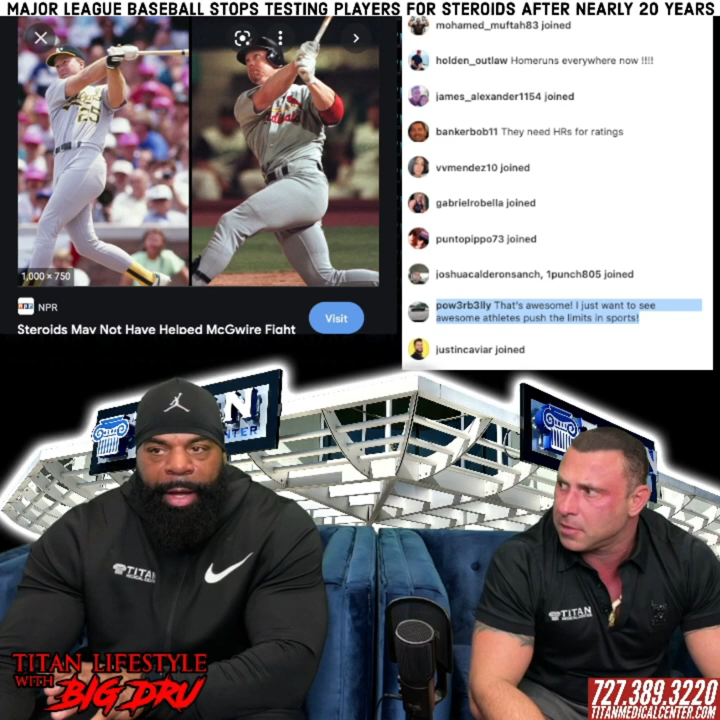 MAJOR LEAGUE BASEBALL STOPS TESTING PLAYERS FOR STEROIDS AFTER NEARLY 20 YEARS
mohamed_muftah83 joined
holden_outlaw Homeruns everywhere now !!!!
james_alexander1154 joined
bankerbob11 They need HRs for ratings
vvmendez10 joined
gabrielrobella joined
puntopippo73 joined
joshuacalderonsanch, 1punch805 joined
pow3rb3lly That's awesome! I just want to see
awesome athletes push the limits in sports!
justincaviar joined
1,000 × 750
npr
NPR
Visit
Steroids May Not Have Helped McGwire Fight
N
TER
TITAN
TITAN
TITAN LIFESTYLE
WITH BIG DRU
727.389.3220
TITANMEDICALCENTER.COM